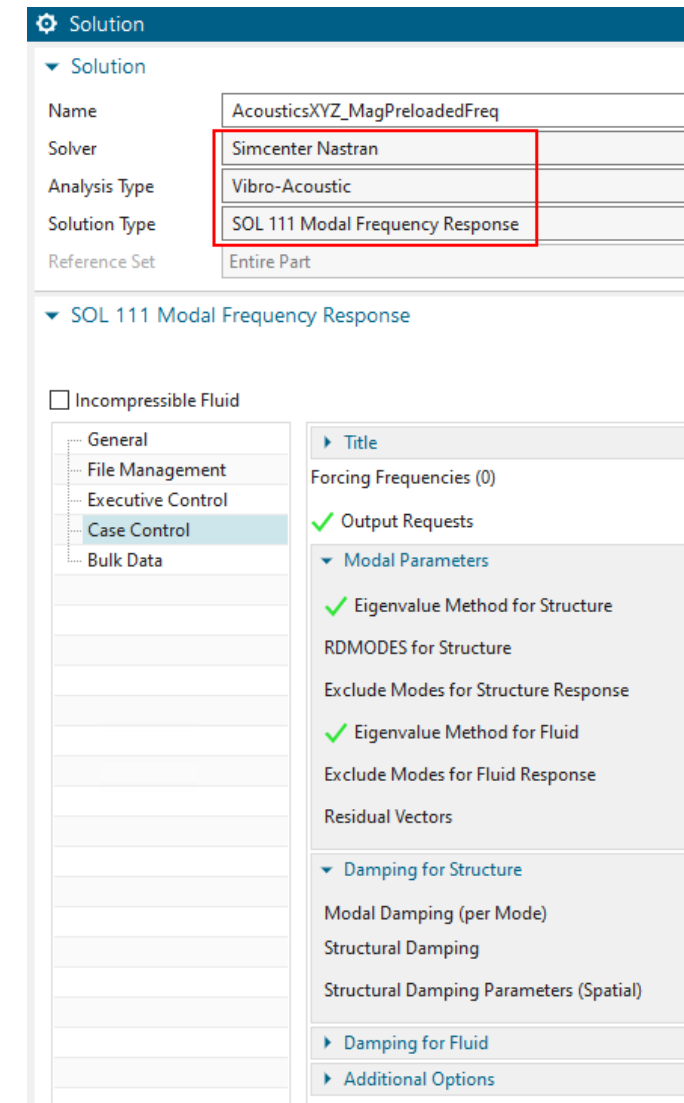 Solution
Solution
Name AcousticsXYZ_MagPreloadedFreq
Solver Simcenter Nastran
Analysis Type Vibro-Acoustic
Solution Type SOL 111 Modal Frequency Response
Reference Set Entire Part
SOL 111 Modal Frequency Response
Incompressible Fluid
General
File Management
Executive Control
Case Control
Bulk Data
Title
Forcing Frequencies (0)
Output Requests
Modal Parameters
Eigenvalue Method for Structure
RDMODES for Structure
Exclude Modes for Structure Response
Eigenvalue Method for Fluid
Exclude Modes for Fluid Response
Residual Vectors
Damping for Structure
Modal Damping (per Mode)
Structural Damping
Structural Damping Parameters (Spatial)
Damping for Fluid
Additional Options